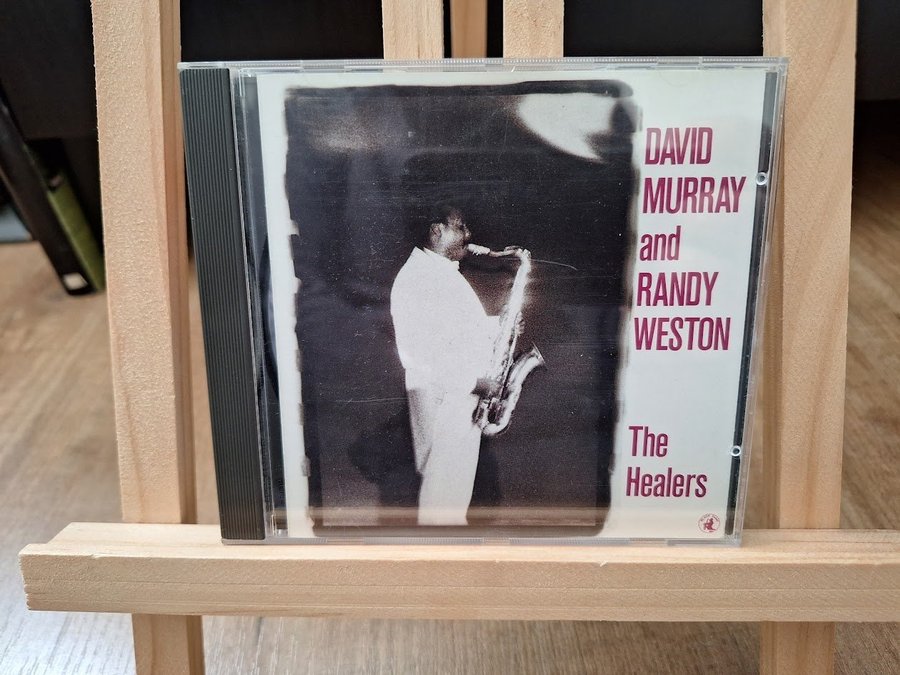 DAVID
MURRAY
and
RANDY
WESTON
The
Healers